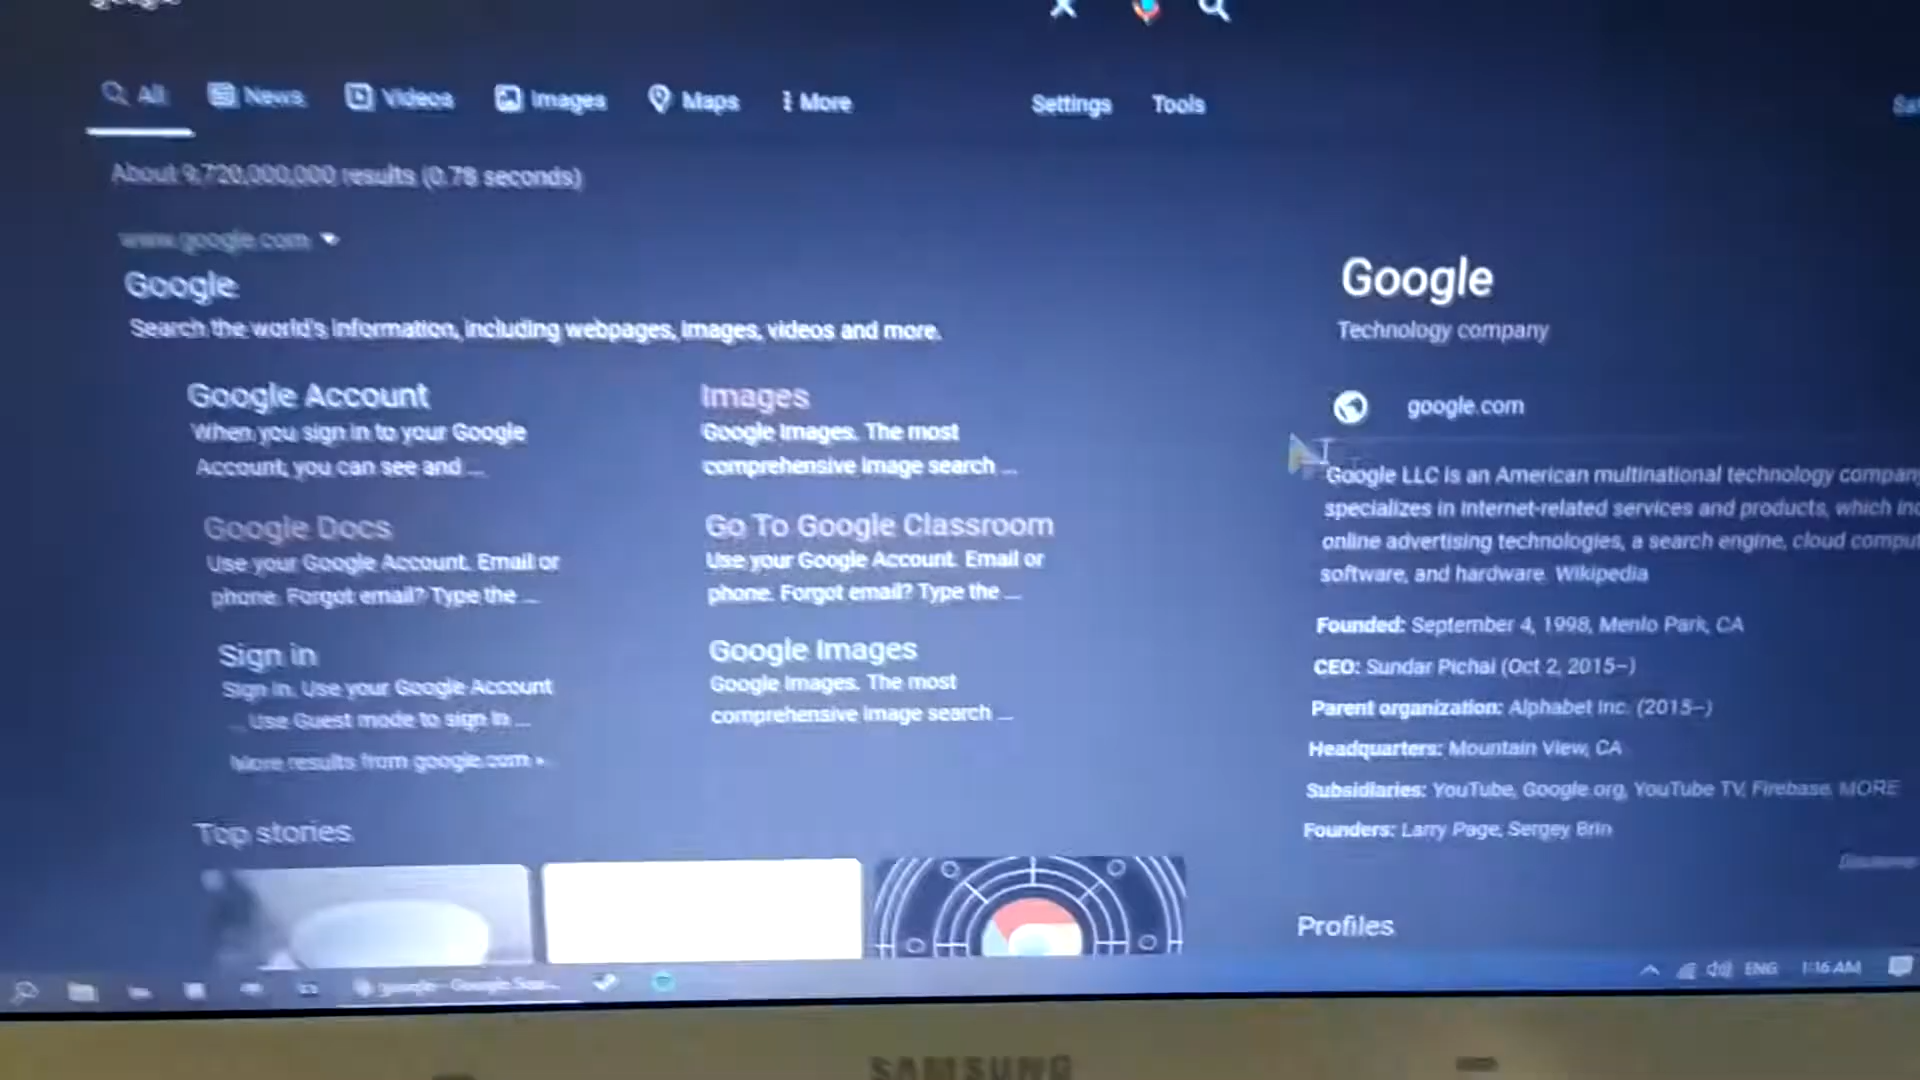 google
All News Videos Images Maps More Settings Tools
About 9,720,000,000 results (0.78 seconds)
www.google.com
Google
Search the world's information, including webpages, images, videos and more.
Google Account
When you sign in to your Google
Account, you can see and ...
Images
Google Images. The most
comprehensive image search ...
Google Docs
Use your Google Account. Email or
phone. Forgot email? Type the ...
Go To Google Classroom
Use your Google Account. Email or
phone. Forgot email? Type the ...
Sign in
Sign in. Use your Google Account
... Use Guest mode to sign in ...
Google Images
Google Images. The most
comprehensive image search ...
More results from google.com »
Top stories
Google
Technology company
google.com
Google LLC is an American multinational technology company
specializes in Internet-related services and products, which
online advertising technologies, a search engine, cloud
software, and hardware. Wikipedia
Founded: September 4, 1998, Menlo Park, CA
CEO: Sundar Pichai (Oct 2, 2015–)
Parent organization: Alphabet Inc. (2015–)
Headquarters: Mountain View, CA
Subsidiaries: YouTube, Google.org, YouTube TV, Firebase, MORE
Founders: Larry Page, Sergey Brin
Profiles
google - Google
ENG 1:16 AM
SAMSUNG